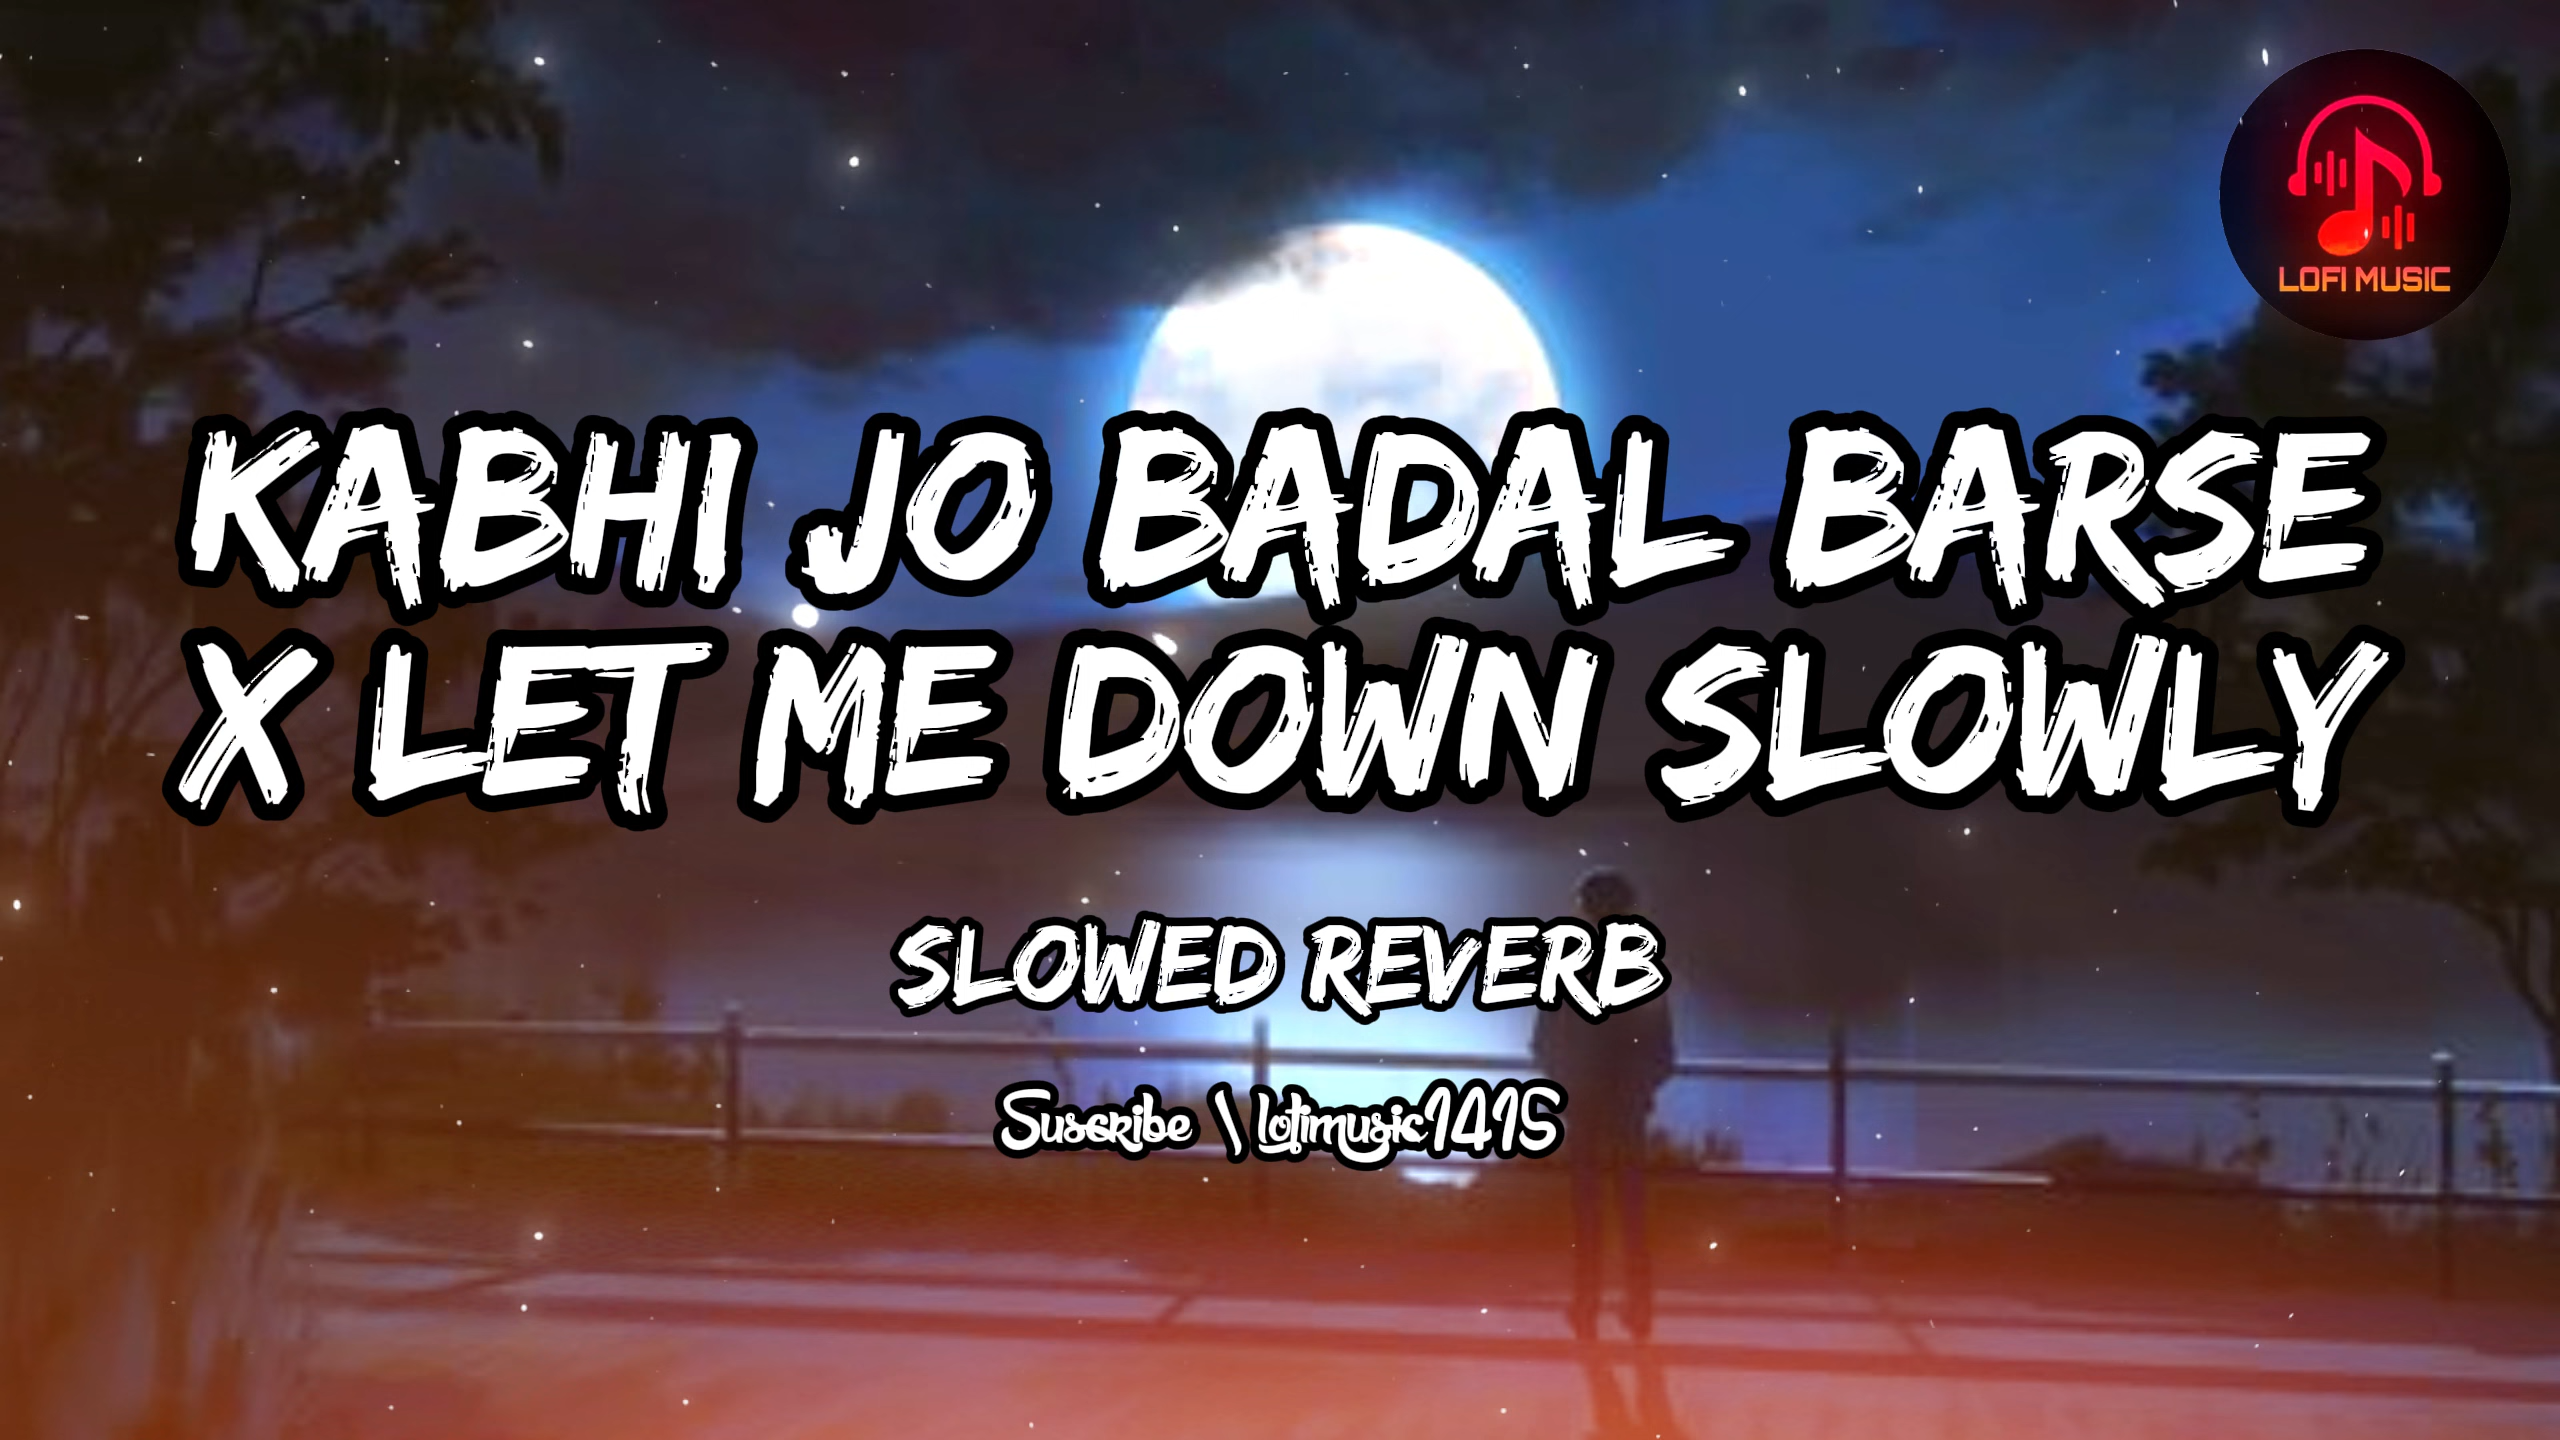 LOFI MUSIC
KABHI JO BADAL BARSE
X LET ME DOWN SLOWLY
SLOWED REVERB
Suscribe \ lofimusic1415